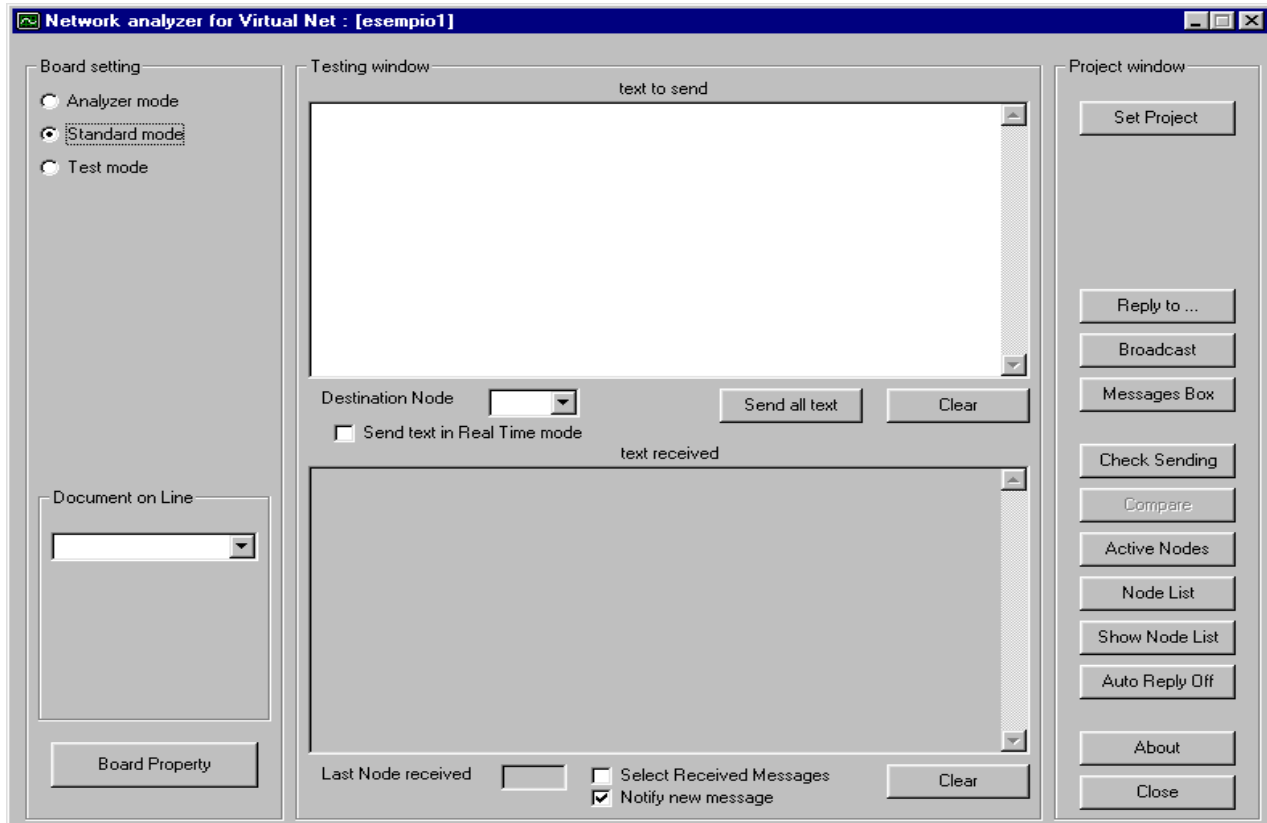 Network analyzer for Virtual Net : [esempio1]
Board setting
Analyzer mode
Standard mode
Test mode
Document on Line
Board Property
Testing window
text to send
Destination Node
Send all text
Clear
Send text in Real Time mode
text received
Last Node received
Select Received Messages
Notify new message
Clear
Project window
Set Project
Reply to ...
Broadcast
Messages Box
Check Sending
Compare
Active Nodes
Node List
Show Node List
Auto Reply Off
About
Close